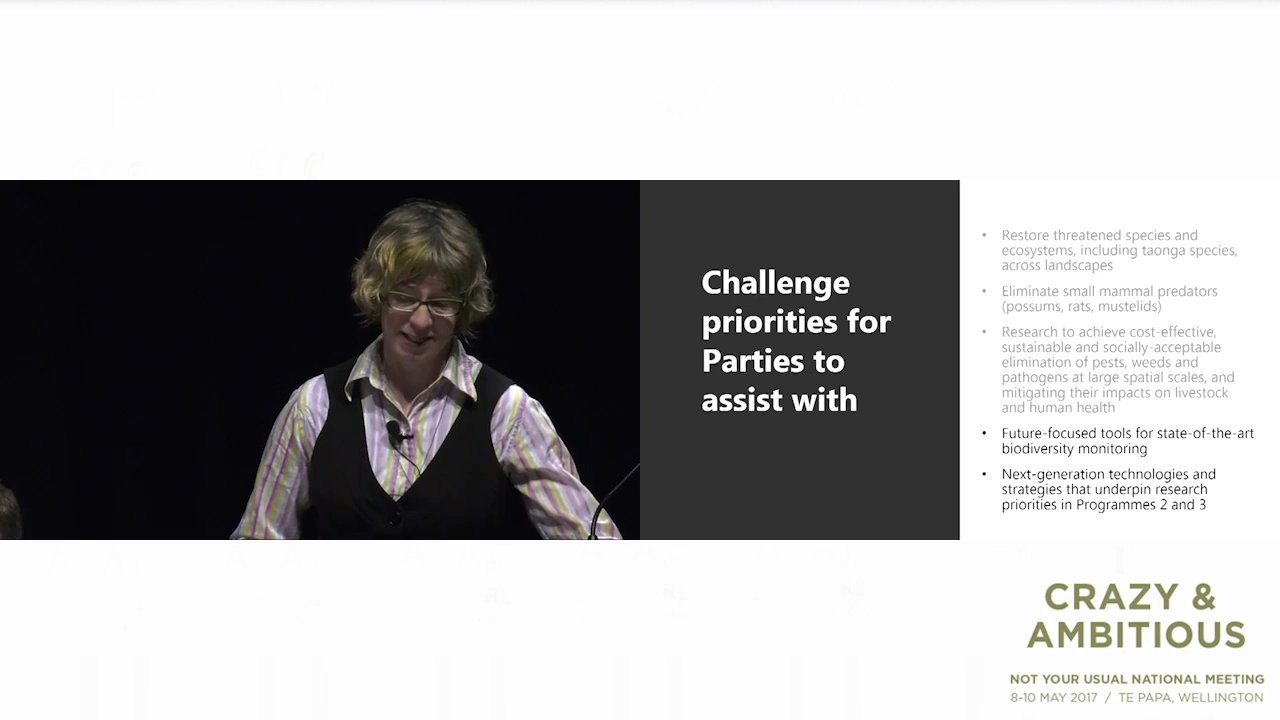 Challenge
priorities for
Parties to
assist with
• Restore threatened species and
ecosystems, including taonga species,
across landscapes
• Eliminate small mammal predators
(possums, rats, mustelids)
• Research to achieve cost-effective,
sustainable and socially-acceptable
elimination of pests, weeds and
pathogens at large spatial scales, and
mitigating their impacts on livestock
and human health
• Future-focused tools for state-of-the-art
biodiversity monitoring
• Next-generation technologies and
strategies that underpin research
priorities in Programmes 2 and 3
CRAZY &
AMBITIOUS
NOT YOUR USUAL NATIONAL MEETING
8-10 MAY 2017 / TE PAPA, WELLINGTON